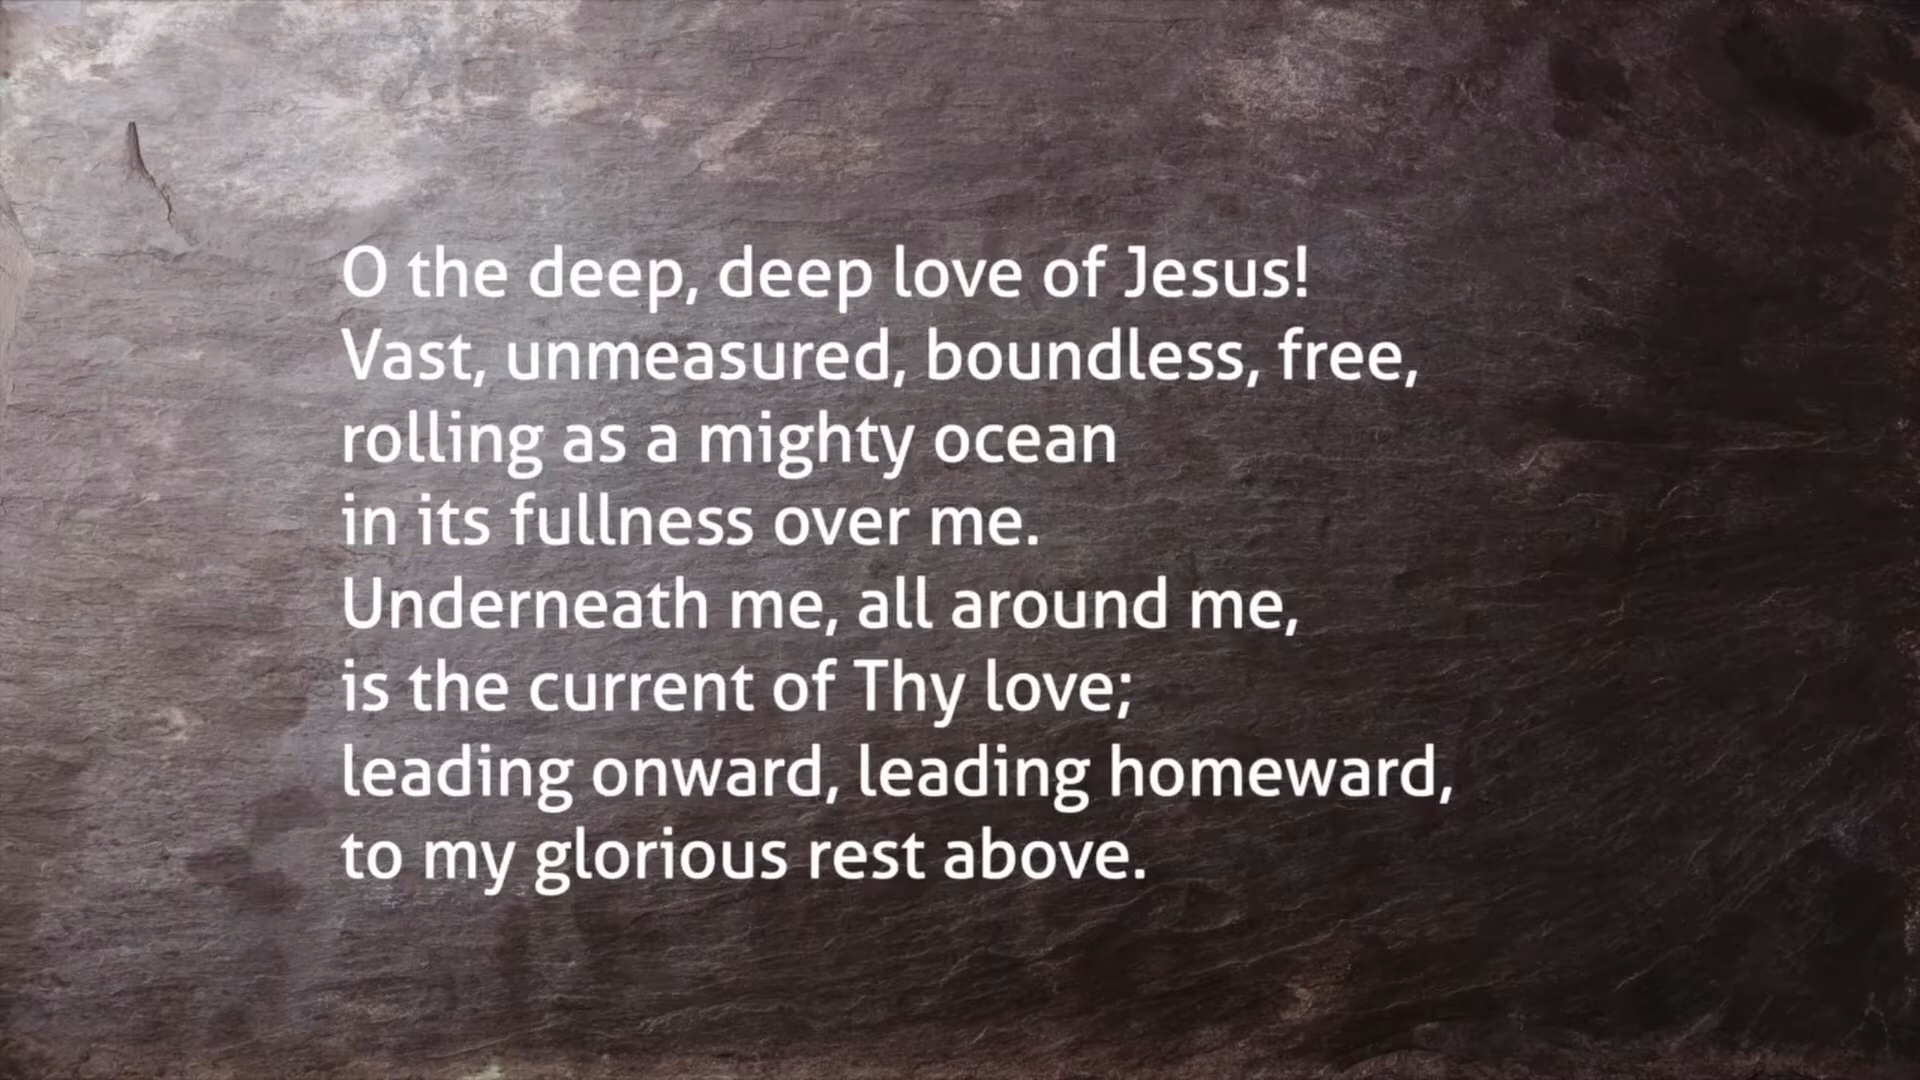 O the deep, deep love of Jesus!
Vast, unmeasured, boundless, free,
rolling as a mighty ocean
in its fullness over me.
Underneath me, all around me,
is the current of Thy love;
leading onward, leading homeward,
to my glorious rest above.